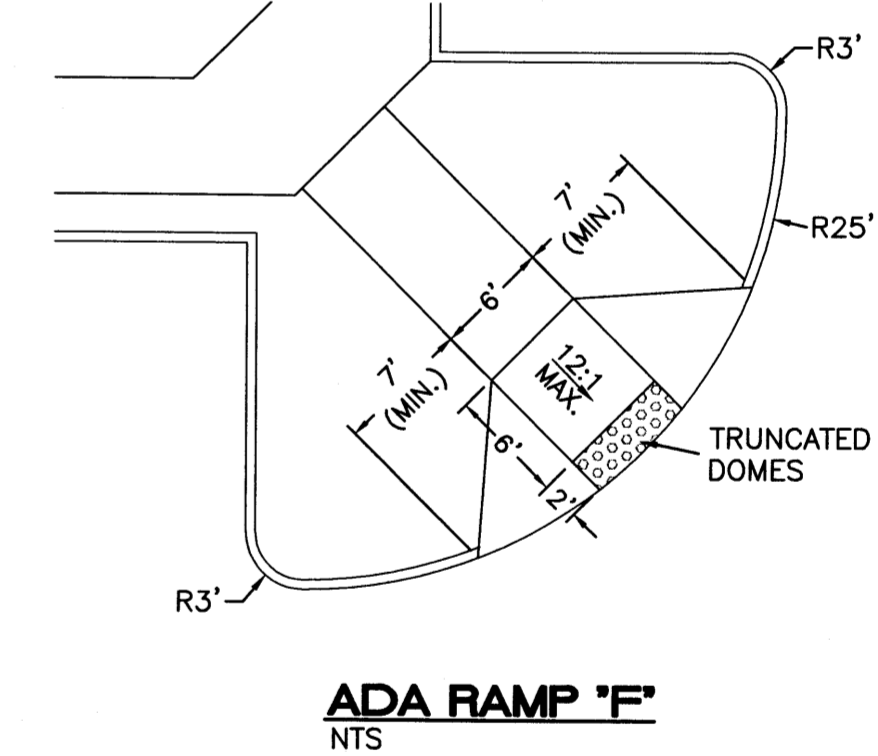 R3'
R25'
7'
(MIN.)
6'
7'
(MIN.)
12:1
MAX.
6'
2'
TRUNCATED
DOMES
R3'
ADA RAMP "F"
NTS